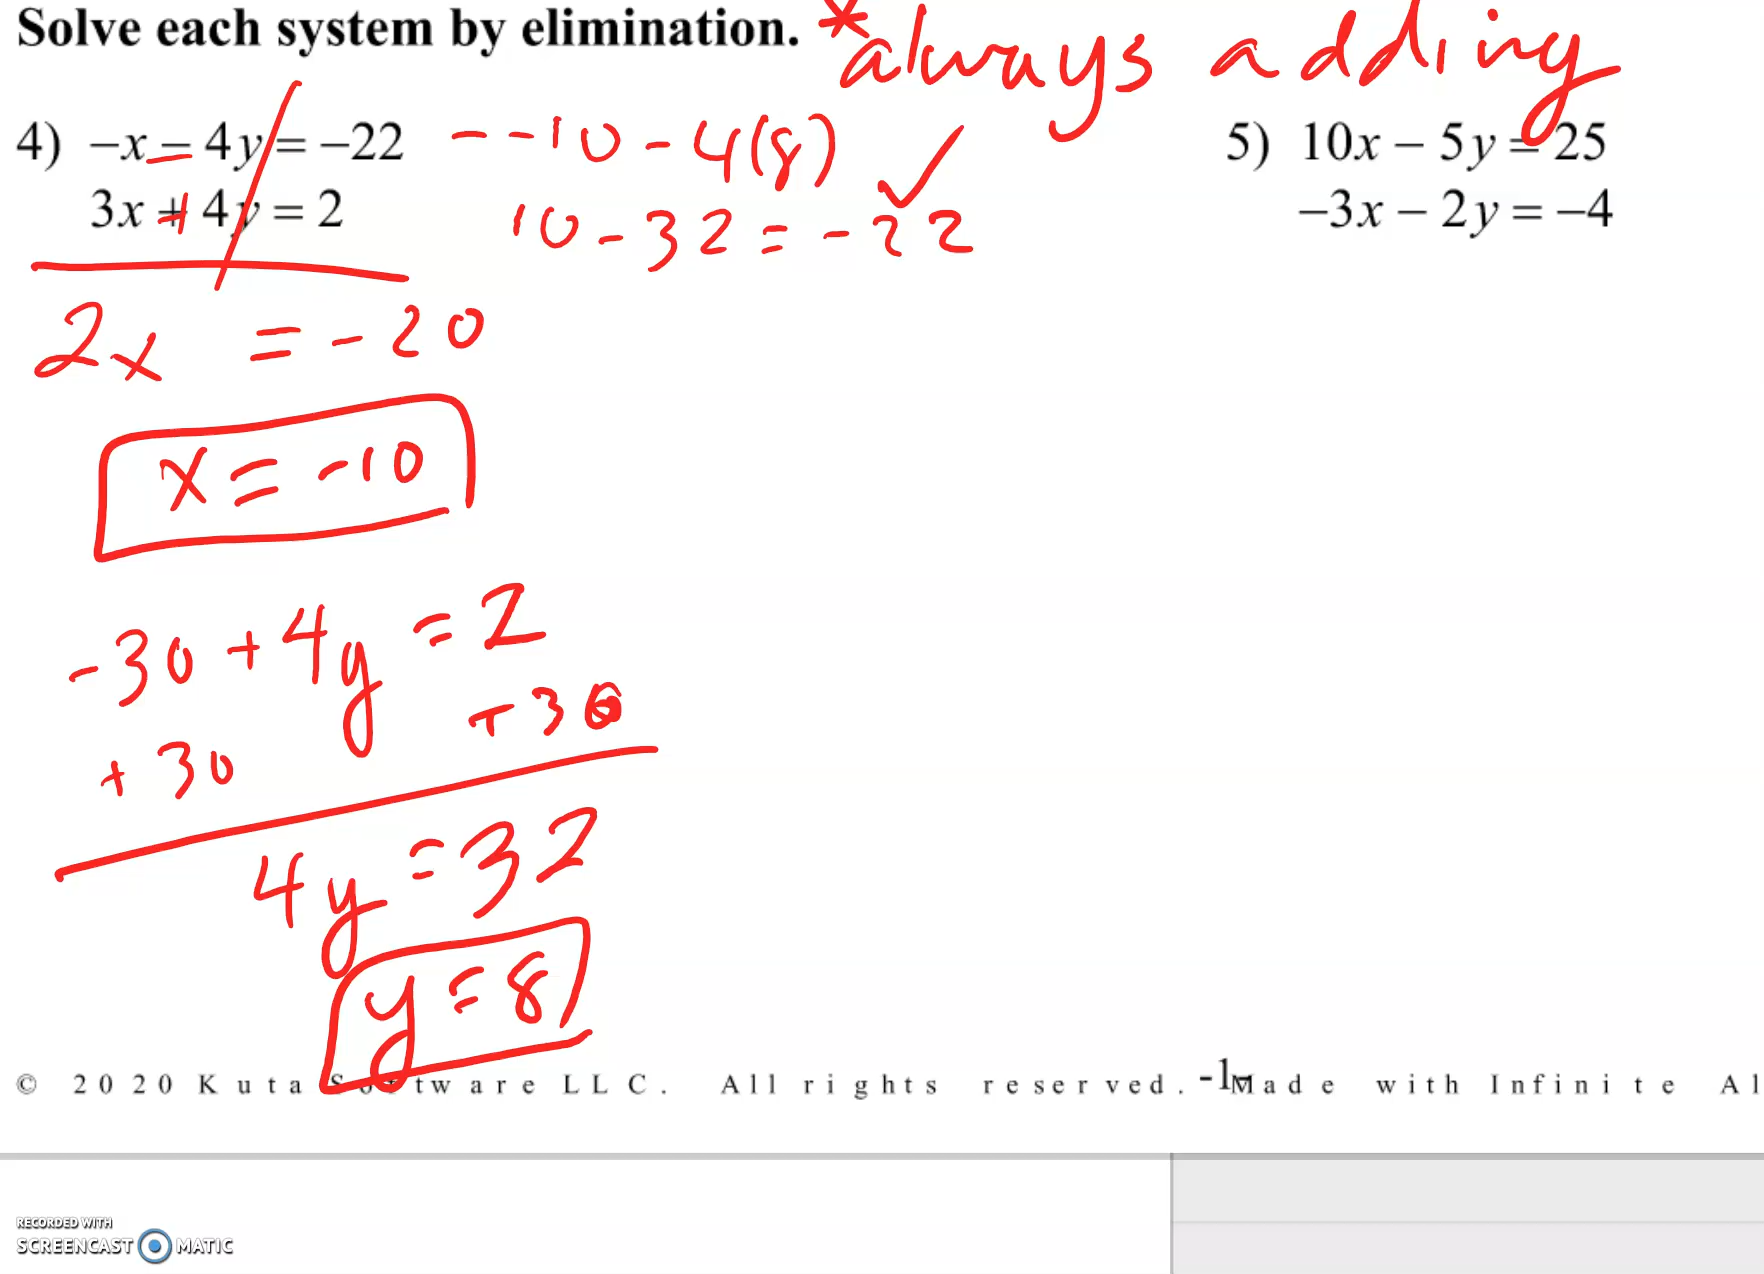 Solve each system by elimination. *always adding
4) −x − 4y = −22
3x + 4y = 2
--10 - 4(8) ✓
10 - 32 = -22
2x = -20
x = -10
-30 + 4y = 2
+30 +30
4y = 32
y = 8
5) 10x − 5y = 25
−3x − 2y = −4
© 2020 Kuta Software LLC. All rights reserved. -1- Made with Infinite Al
RECORDED WITH
SCREENCAST MATIC